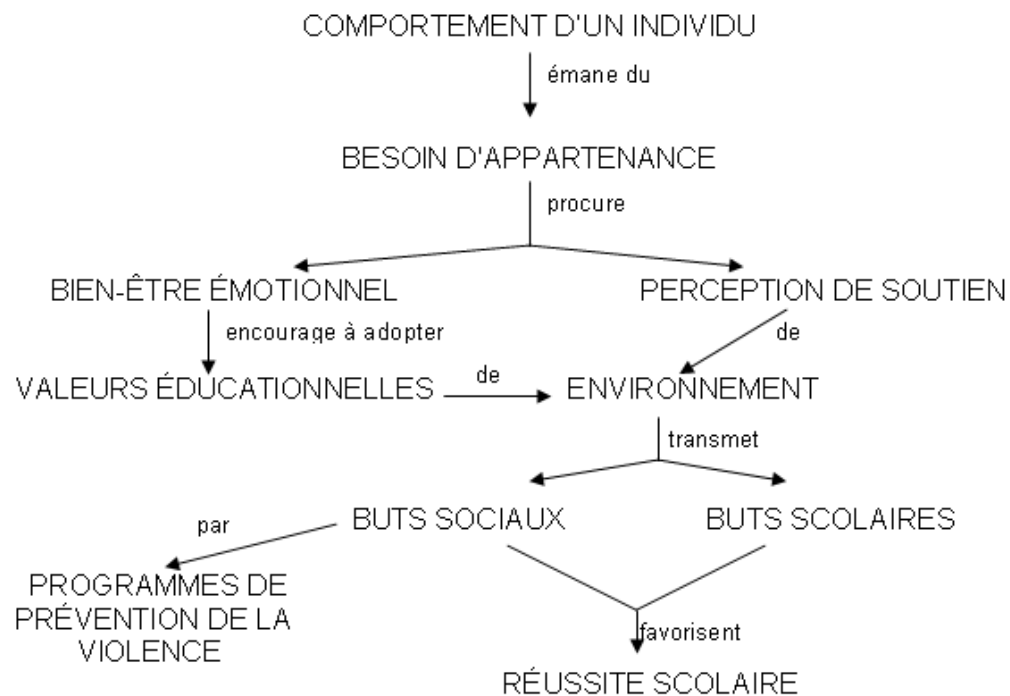 COMPORTEMENT D'UN INDIVIDU
émane du
BESOIN D'APPARTENANCE
procure
BIEN-ÊTRE ÉMOTIONNEL
PERCEPTION DE SOUTIEN
encourage à adopter
de
VALEURS ÉDUCATIONNELLES
de
ENVIRONNEMENT
transmet
par
BUTS SOCIAUX
BUTS SCOLAIRES
PROGRAMMES DE
PRÉVENTION DE LA
VIOLENCE
favorisent
RÉUSSITE SCOLAIRE